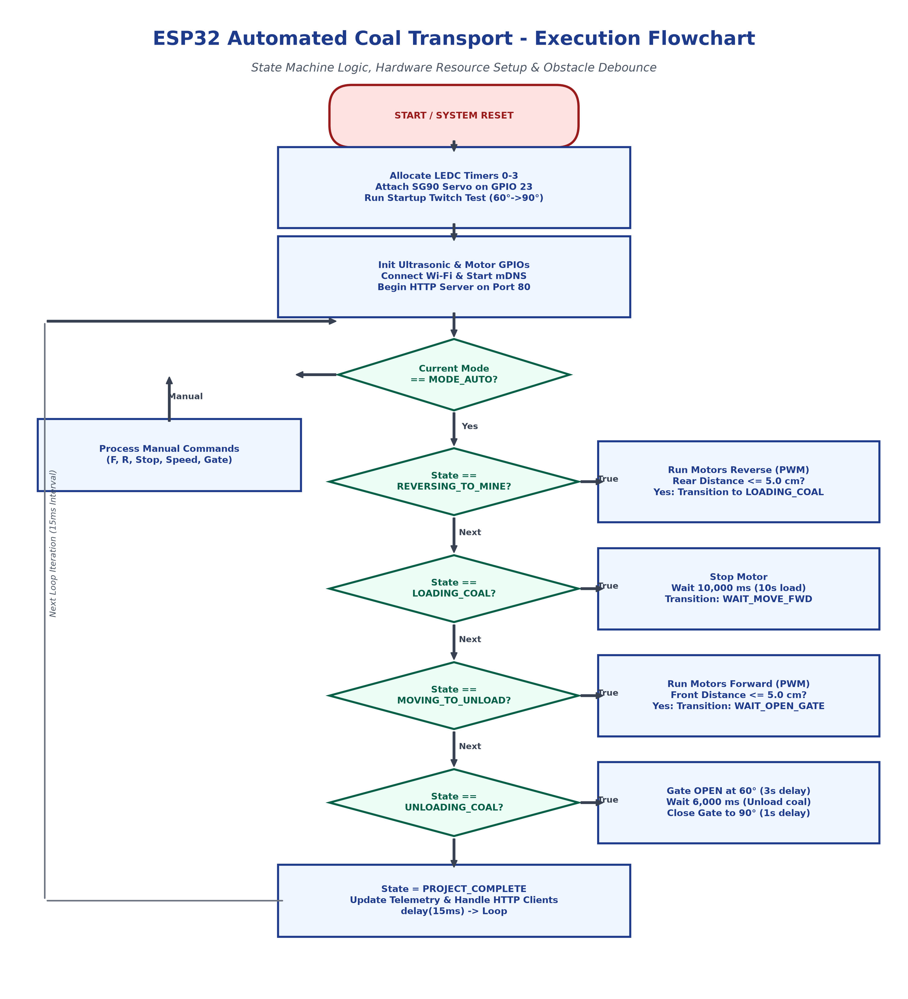 ESP32 Automated Coal Transport - Execution Flowchart
State Machine Logic, Hardware Resource Setup & Obstacle Debounce
START / SYSTEM RESET
Allocate LEDC Timers 0-3
Attach SG90 Servo on GPIO 23
Run Startup Twitch Test (60°->90°)
Init Ultrasonic & Motor GPIOs
Connect Wi-Fi & Start mDNS
Begin HTTP Server on Port 80
Current Mode
== MODE_AUTO?
Manual
Yes
Process Manual Commands
(F, R, Stop, Speed, Gate)
State ==
REVERSING_TO_MINE?
True
Run Motors Reverse (PWM)
Rear Distance <= 5.0 cm?
Yes: Transition to LOADING_COAL
Next
Next Loop Iteration (15ms Interval)
State ==
LOADING_COAL?
True
Stop Motor
Wait 10,000 ms (10s load)
Transition: WAIT_MOVE_FWD
Next
State ==
MOVING_TO_UNLOAD?
True
Run Motors Forward (PWM)
Front Distance <= 5.0 cm?
Yes: Transition: WAIT_OPEN_GATE
Next
State ==
UNLOADING_COAL?
True
Gate OPEN at 60° (3s delay)
Wait 6,000 ms (Unload coal)
Close Gate to 90° (1s delay)
State = PROJECT_COMPLETE
Update Telemetry & Handle HTTP Clients
delay(15ms) -> Loop